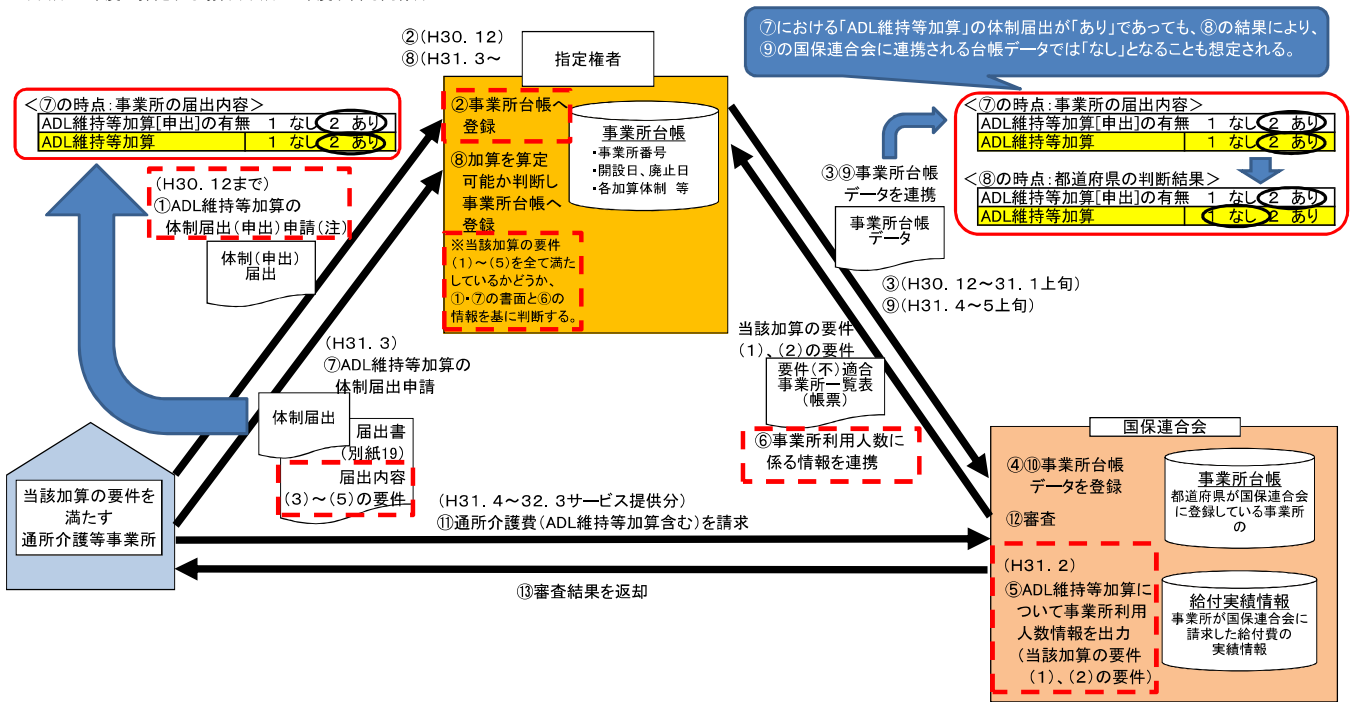 ⑦における「ADL維持等加算」の体制届出が「あり」であっても、⑧の結果により、
⑨の国保連合会に連携される台帳データでは「なし」となることも想定される。
②(H30.12)
⑧(H31.3～
指定権者
<⑦の時点:事業所の届出内容>
ADL維持等加算[申出]の有無 1 なし 2 あり
ADL維持等加算 1 なし 2 あり
②事業所台帳へ
登録
⑧加算を算定
可能か判断し
事業所台帳へ
登録
※当該加算の要件
(1)～(5)を全て満た
しているかどうか、
①・⑦の書面と⑥の
情報を基に判断する。
事業所台帳
・事業所番号
・開設日、廃止日
・各加算体制 等
<⑦の時点:事業所の届出内容>
ADL維持等加算[申出]の有無 1 なし 2 あり
ADL維持等加算 1 なし 2 あり
<⑧の時点:都道府県の判断結果>
ADL維持等加算[申出]の有無 1 なし 2 あり
ADL維持等加算 1 なし 2 あり
(H30.12まで)
①ADL維持等加算の
体制届出(申出)申請(注)
体制(申出)
届出
③⑨事業所台帳
データを連携
事業所台帳
データ
③(H30.12～31.1上旬)
⑨(H31.4～5上旬)
(H31.3)
⑦ADL維持等加算の
体制届出申請
体制届出
届出書
(別紙19)
届出内容
(3)～(5)の要件
当該加算の要件
(1)、(2)の要件
要件(不)適合
事業所一覧表
(帳票)
⑥事業所利用人数に
係る情報を連携
当該加算の要件を
満たす
通所介護等事業所
(H31.4～32.3サービス提供分)
⑪通所介護費(ADL維持等加算含む)を請求
⑬審査結果を返却
国保連合会
④⑩事業所台帳
データを登録
⑫審査
(H31.2)
⑤ADL維持等加算に
ついて事業所利用
人数情報を出力
(当該加算の要件
(1)、(2)の要件)
事業所台帳
都道府県が国保連合会
に登録している事業所
の
給付実績情報
事業所が国保連合会に
請求した給付費の
実績情報